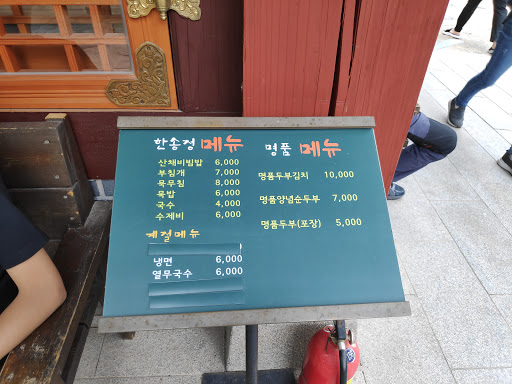 한송정 메뉴
산채비빔밥 6,000
부침개 7,000
묵무침 8,000
묵밥 6,000
국수 4,000
수제비 6,000
계절메뉴
냉면 6,000
열무국수 6,000
명품 메뉴
명품두부김치 10,000
명품양념순두부 7,000
명품두부(포장) 5,000